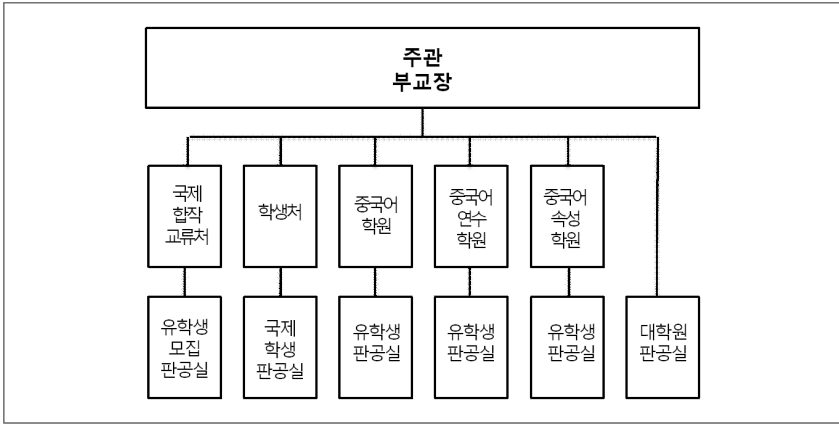 주관
부교장
국제
합작
교류처
학생처
중국어
학원
중국어
연수
학원
중국어
속성
학원
유학생
모집
판공실
국제
학생
판공실
유학생
판공실
유학생
판공실
유학생
판공실
대학원
판공실